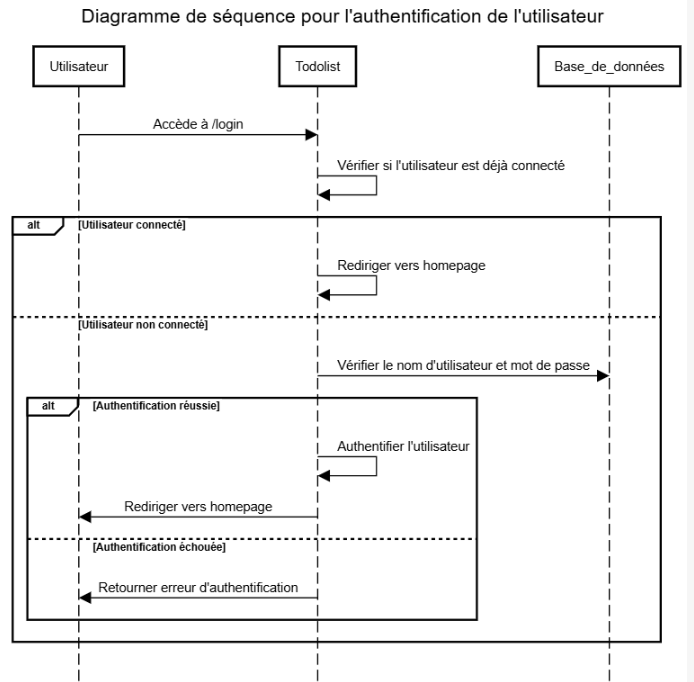 Diagramme de séquence pour l'authentification de l'utilisateur
Utilisateur
Todolist
Base_de_données
Accède à /login
Vérifier si l'utilisateur est déjà connecté
alt
[Utilisateur connecté]
Rediriger vers homepage
[Utilisateur non connecté]
Vérifier le nom d'utilisateur et mot de passe
alt
[Authentification réussie]
Authentifier l'utilisateur
Rediriger vers homepage
[Authentification échouée]
Retourner erreur d'authentification